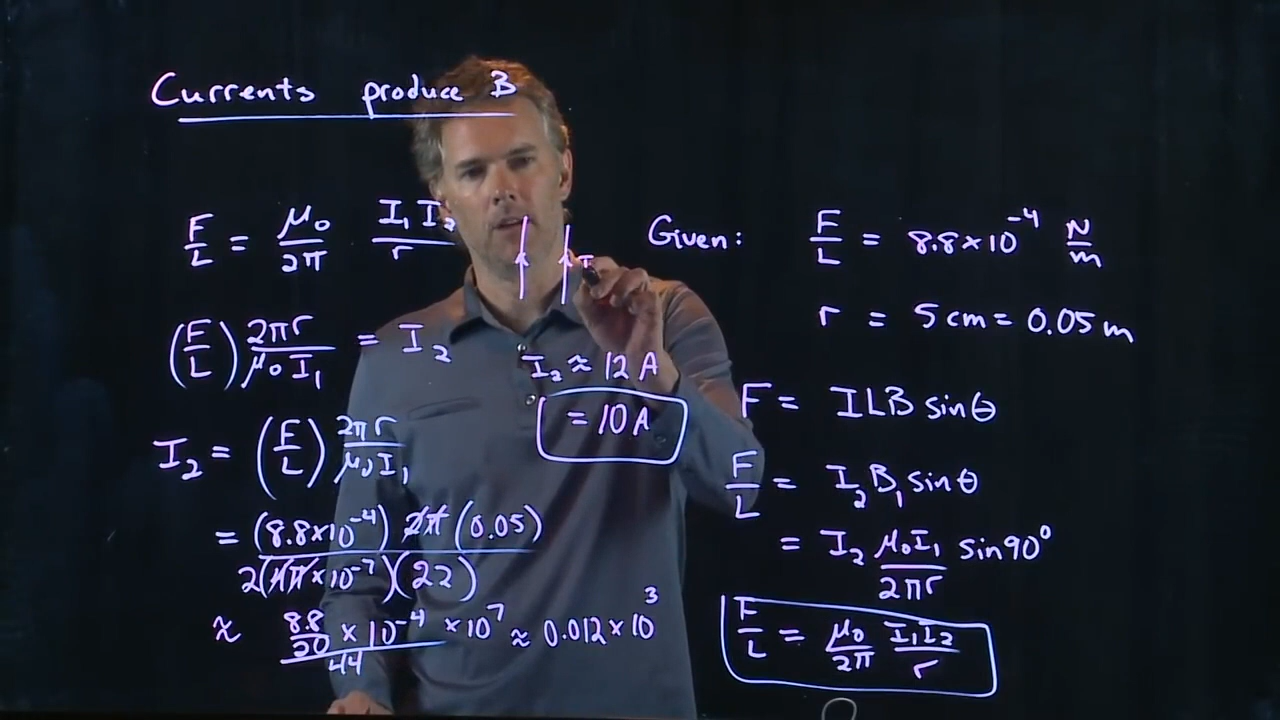 Currents produce B
F/L = μ₀/2π I₁I₂/r
(F/L) 2πr/μ₀I₁ = I₂
I₂ = (F/L) 2πr/μ₀I₁
= (8.8×10⁻⁴) 2π (0.05) / 2(4π×10⁻⁷)(22)
≈ 8.8/20 × 10⁻⁴ × 10⁷ / 44 ≈ 0.012×10³
I
I₂ ≈ 12 A
= 10 A
Given: F/L = 8.8×10⁻⁴ N/m
r = 5 cm = 0.05 m
F = ILB sinθ
F/L = I₂B₁ sinθ
= I₂ μ₀I₁/2πr sin90°
F/L = μ₀/2π I₁I₂/r